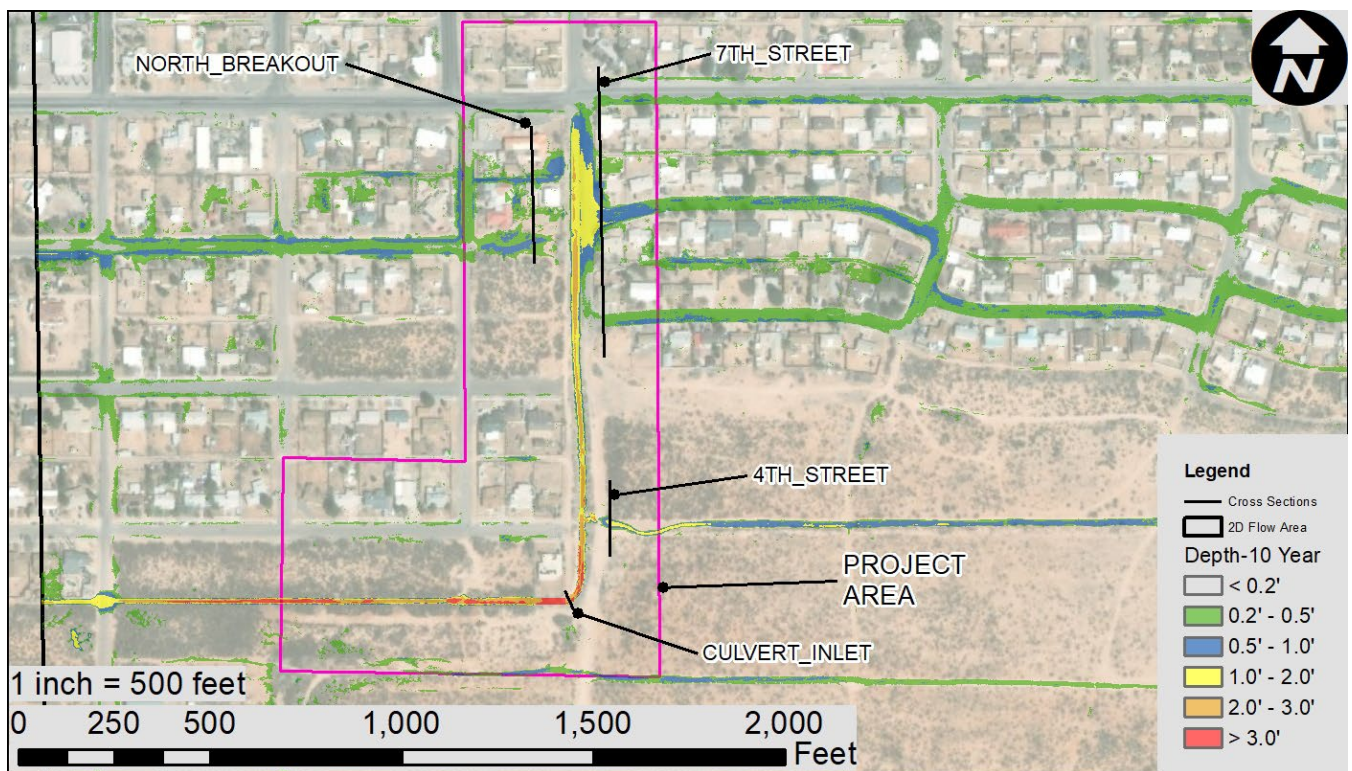 N
7TH_STREET
NORTH_BREAKOUT
4TH_STREET
PROJECT
AREA
CULVERT_INLET
1 inch = 500 feet
0 250 500 1,000 1,500 2,000
Feet
Legend
Cross Sections
2D Flow Area
Depth-10 Year
< 0.2'
0.2' - 0.5'
0.5' - 1.0'
1.0' - 2.0'
2.0' - 3.0'
> 3.0'